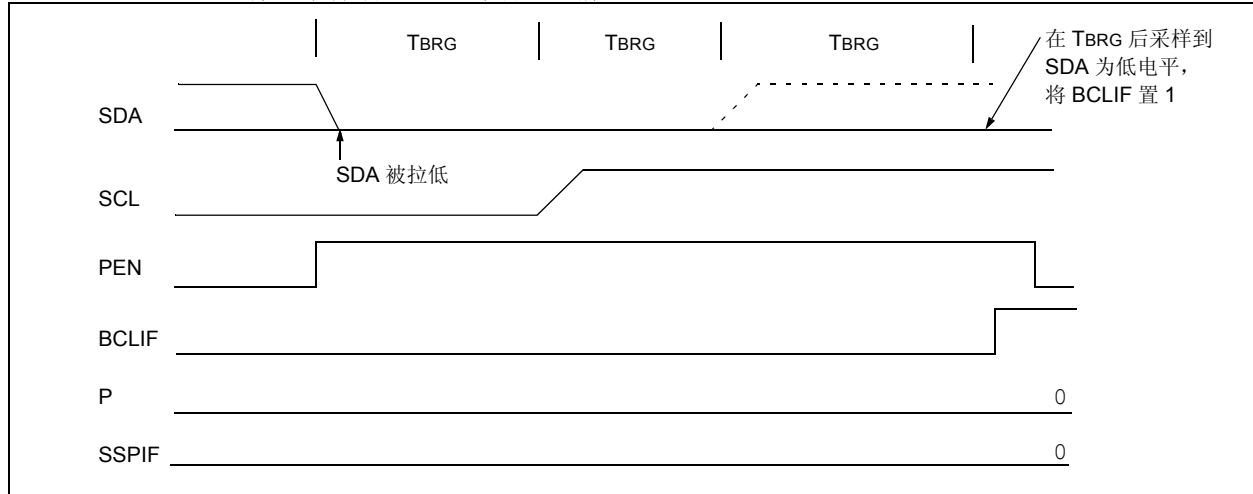 TBRG TBRG TBRG
在 TBRG 后采样到
SDA 为低电平，
将 BCLIF 置 1
SDA
SDA 被拉低
SCL
PEN
BCLIF
P 0
SSPIF 0